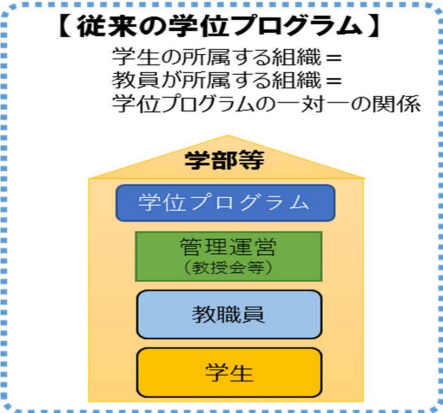 【従来の学位プログラム】
学生の所属する組織＝
教員が所属する組織＝
学位プログラムの一対一の関係
学部等
学位プログラム
管理運営
（教授会等）
教職員
学生